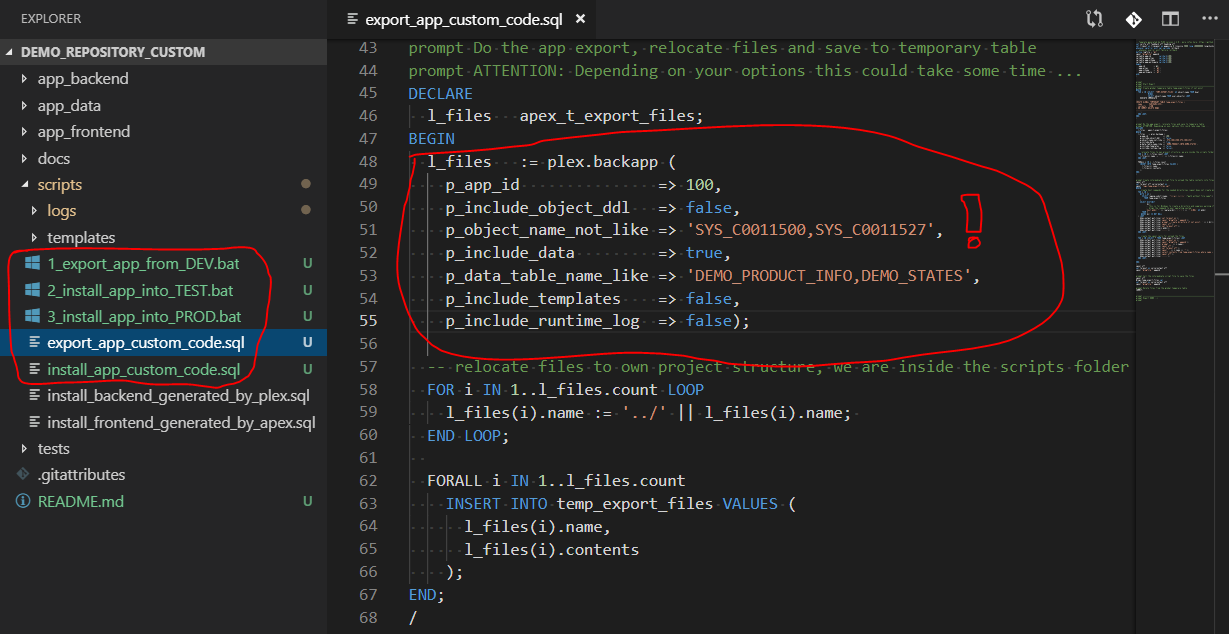 EXPLORER
DEMO_REPOSITORY_CUSTOM
app_backend
app_data
app_frontend
docs
scripts
logs
templates
1_export_app_from_DEV.bat U
2_install_app_into_TEST.bat U
3_install_app_into_PROD.bat U
export_app_custom_code.sql U
install_app_custom_code.sql U
install_backend_generated_by_plex.sql
install_frontend_generated_by_apex.sql
tests
.gitattributes
README.md U
export_app_custom_code.sql ×
43 prompt Do the app export, relocate files and save to temporary table
44 prompt ATTENTION: Depending on your options this could take some time ...
45 DECLARE
46 l_files apex_t_export_files;
47 BEGIN
48 l_files := plex.backapp (
49 p_app_id => 100,
50 p_include_object_ddl => false,
51 p_object_name_not_like => 'SYS_C0011500,SYS_C0011527',
52 p_include_data => true,
53 p_data_table_name_like => 'DEMO_PRODUCT_INFO,DEMO_STATES',
54 p_include_templates => false,
55 p_include_runtime_log => false);
56
57 -- relocate files to own project structure, we are inside the scripts folder
58 FOR i IN 1..l_files.count LOOP
59 l_files(i).name := '../' || l_files(i).name;
60 END LOOP;
61
62 FORALL i IN 1..l_files.count
63 INSERT INTO temp_export_files VALUES (
64 l_files(i).name,
65 l_files(i).contents
66 );
67 END;
68 /
!